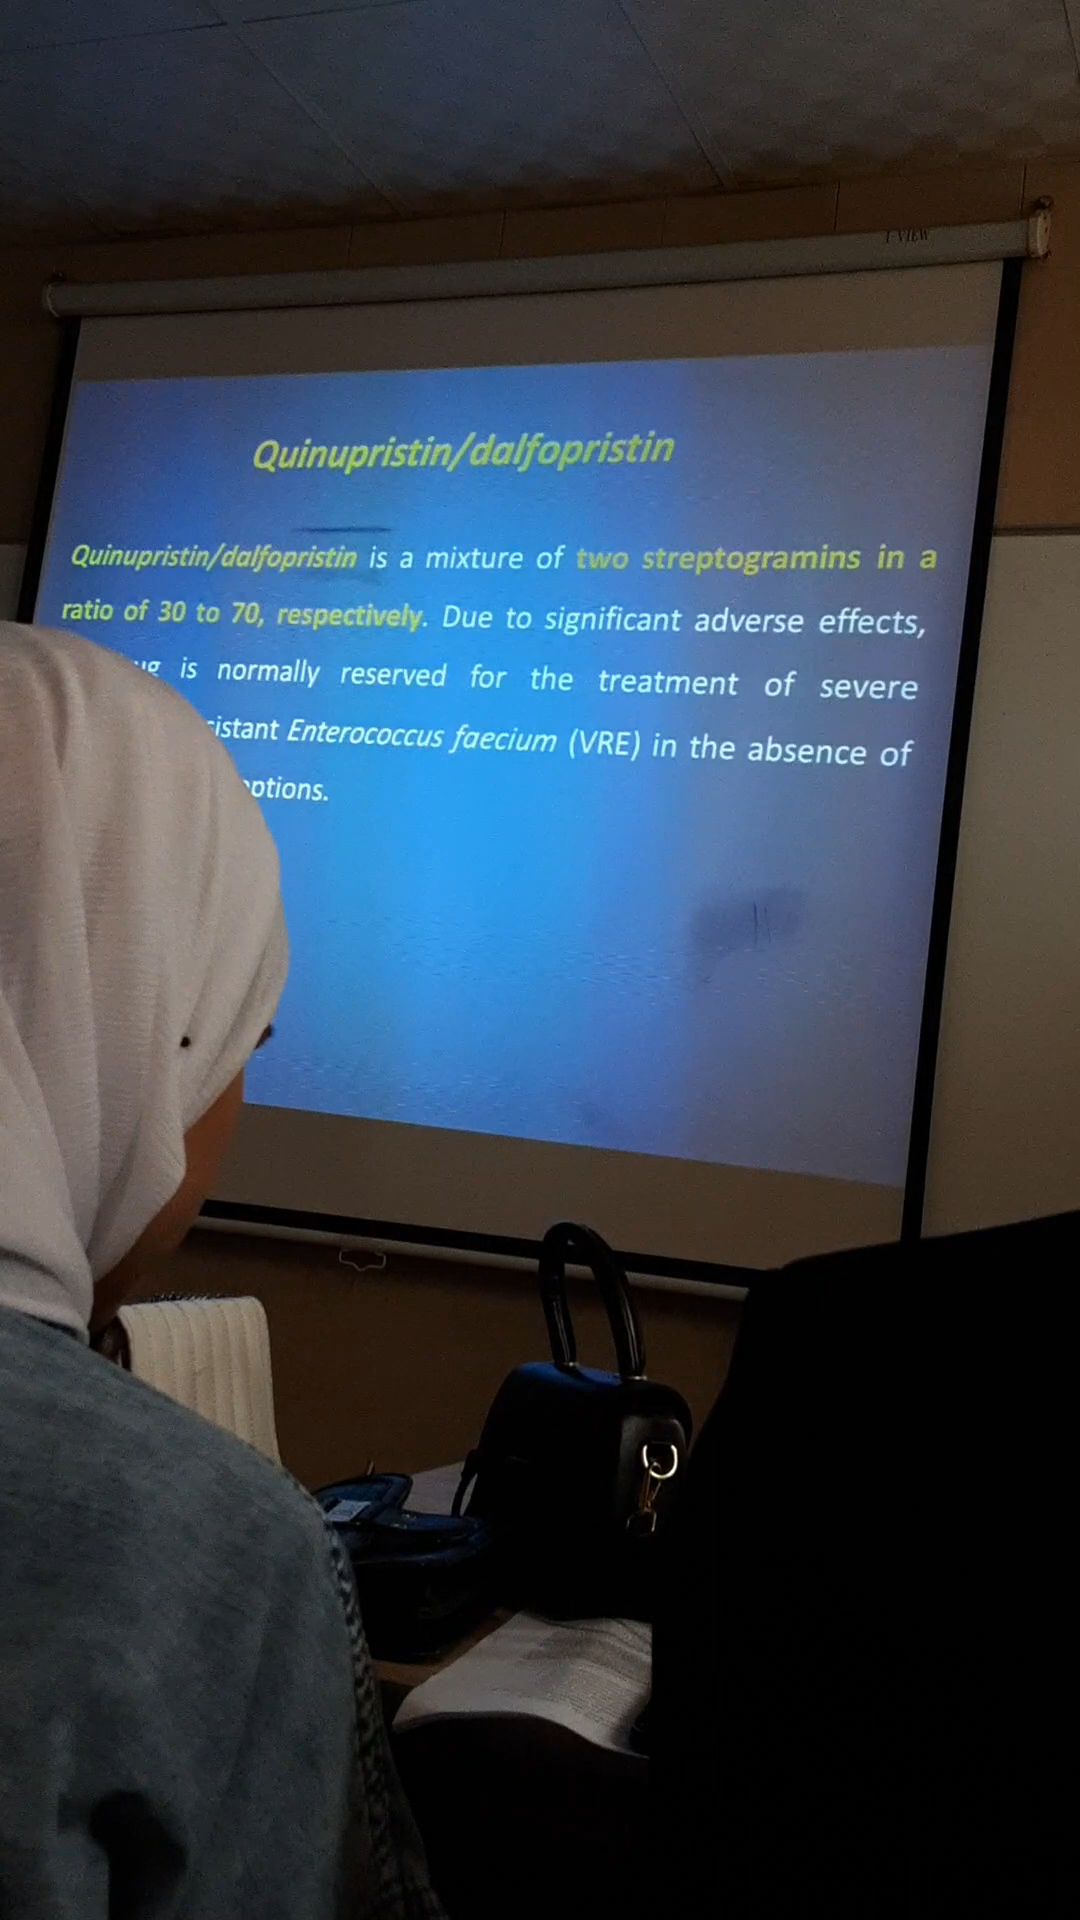 Quinupristin/dalfopristin
Quinupristin/dalfopristin is a mixture of two streptogramins in a
ratio of 30 to 70, respectively. Due to significant adverse effects,
is normally reserved for the treatment of severe
Enterococcus faecium (VRE) in the absence of